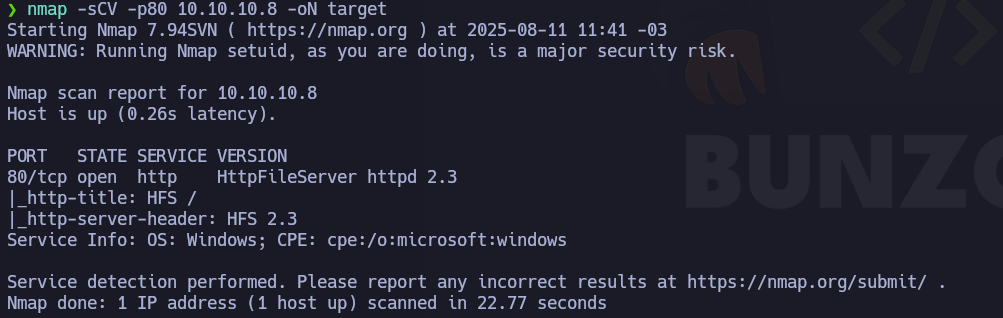 ❯ nmap -sCV -p80 10.10.10.8 -oN target
Starting Nmap 7.94SVN ( https://nmap.org ) at 2025-08-11 11:41 -03
WARNING: Running Nmap setuid, as you are doing, is a major security risk.
Nmap scan report for 10.10.10.8
Host is up (0.26s latency).
PORT   STATE SERVICE VERSION
80/tcp open  http    HttpFileServer httpd 2.3
|_http-title: HFS /
|_http-server-header: HFS 2.3
Service Info: OS: Windows; CPE: cpe:/o:microsoft:windows
Service detection performed. Please report any incorrect results at https://nmap.org/submit/ .
Nmap done: 1 IP address (1 host up) scanned in 22.77 seconds